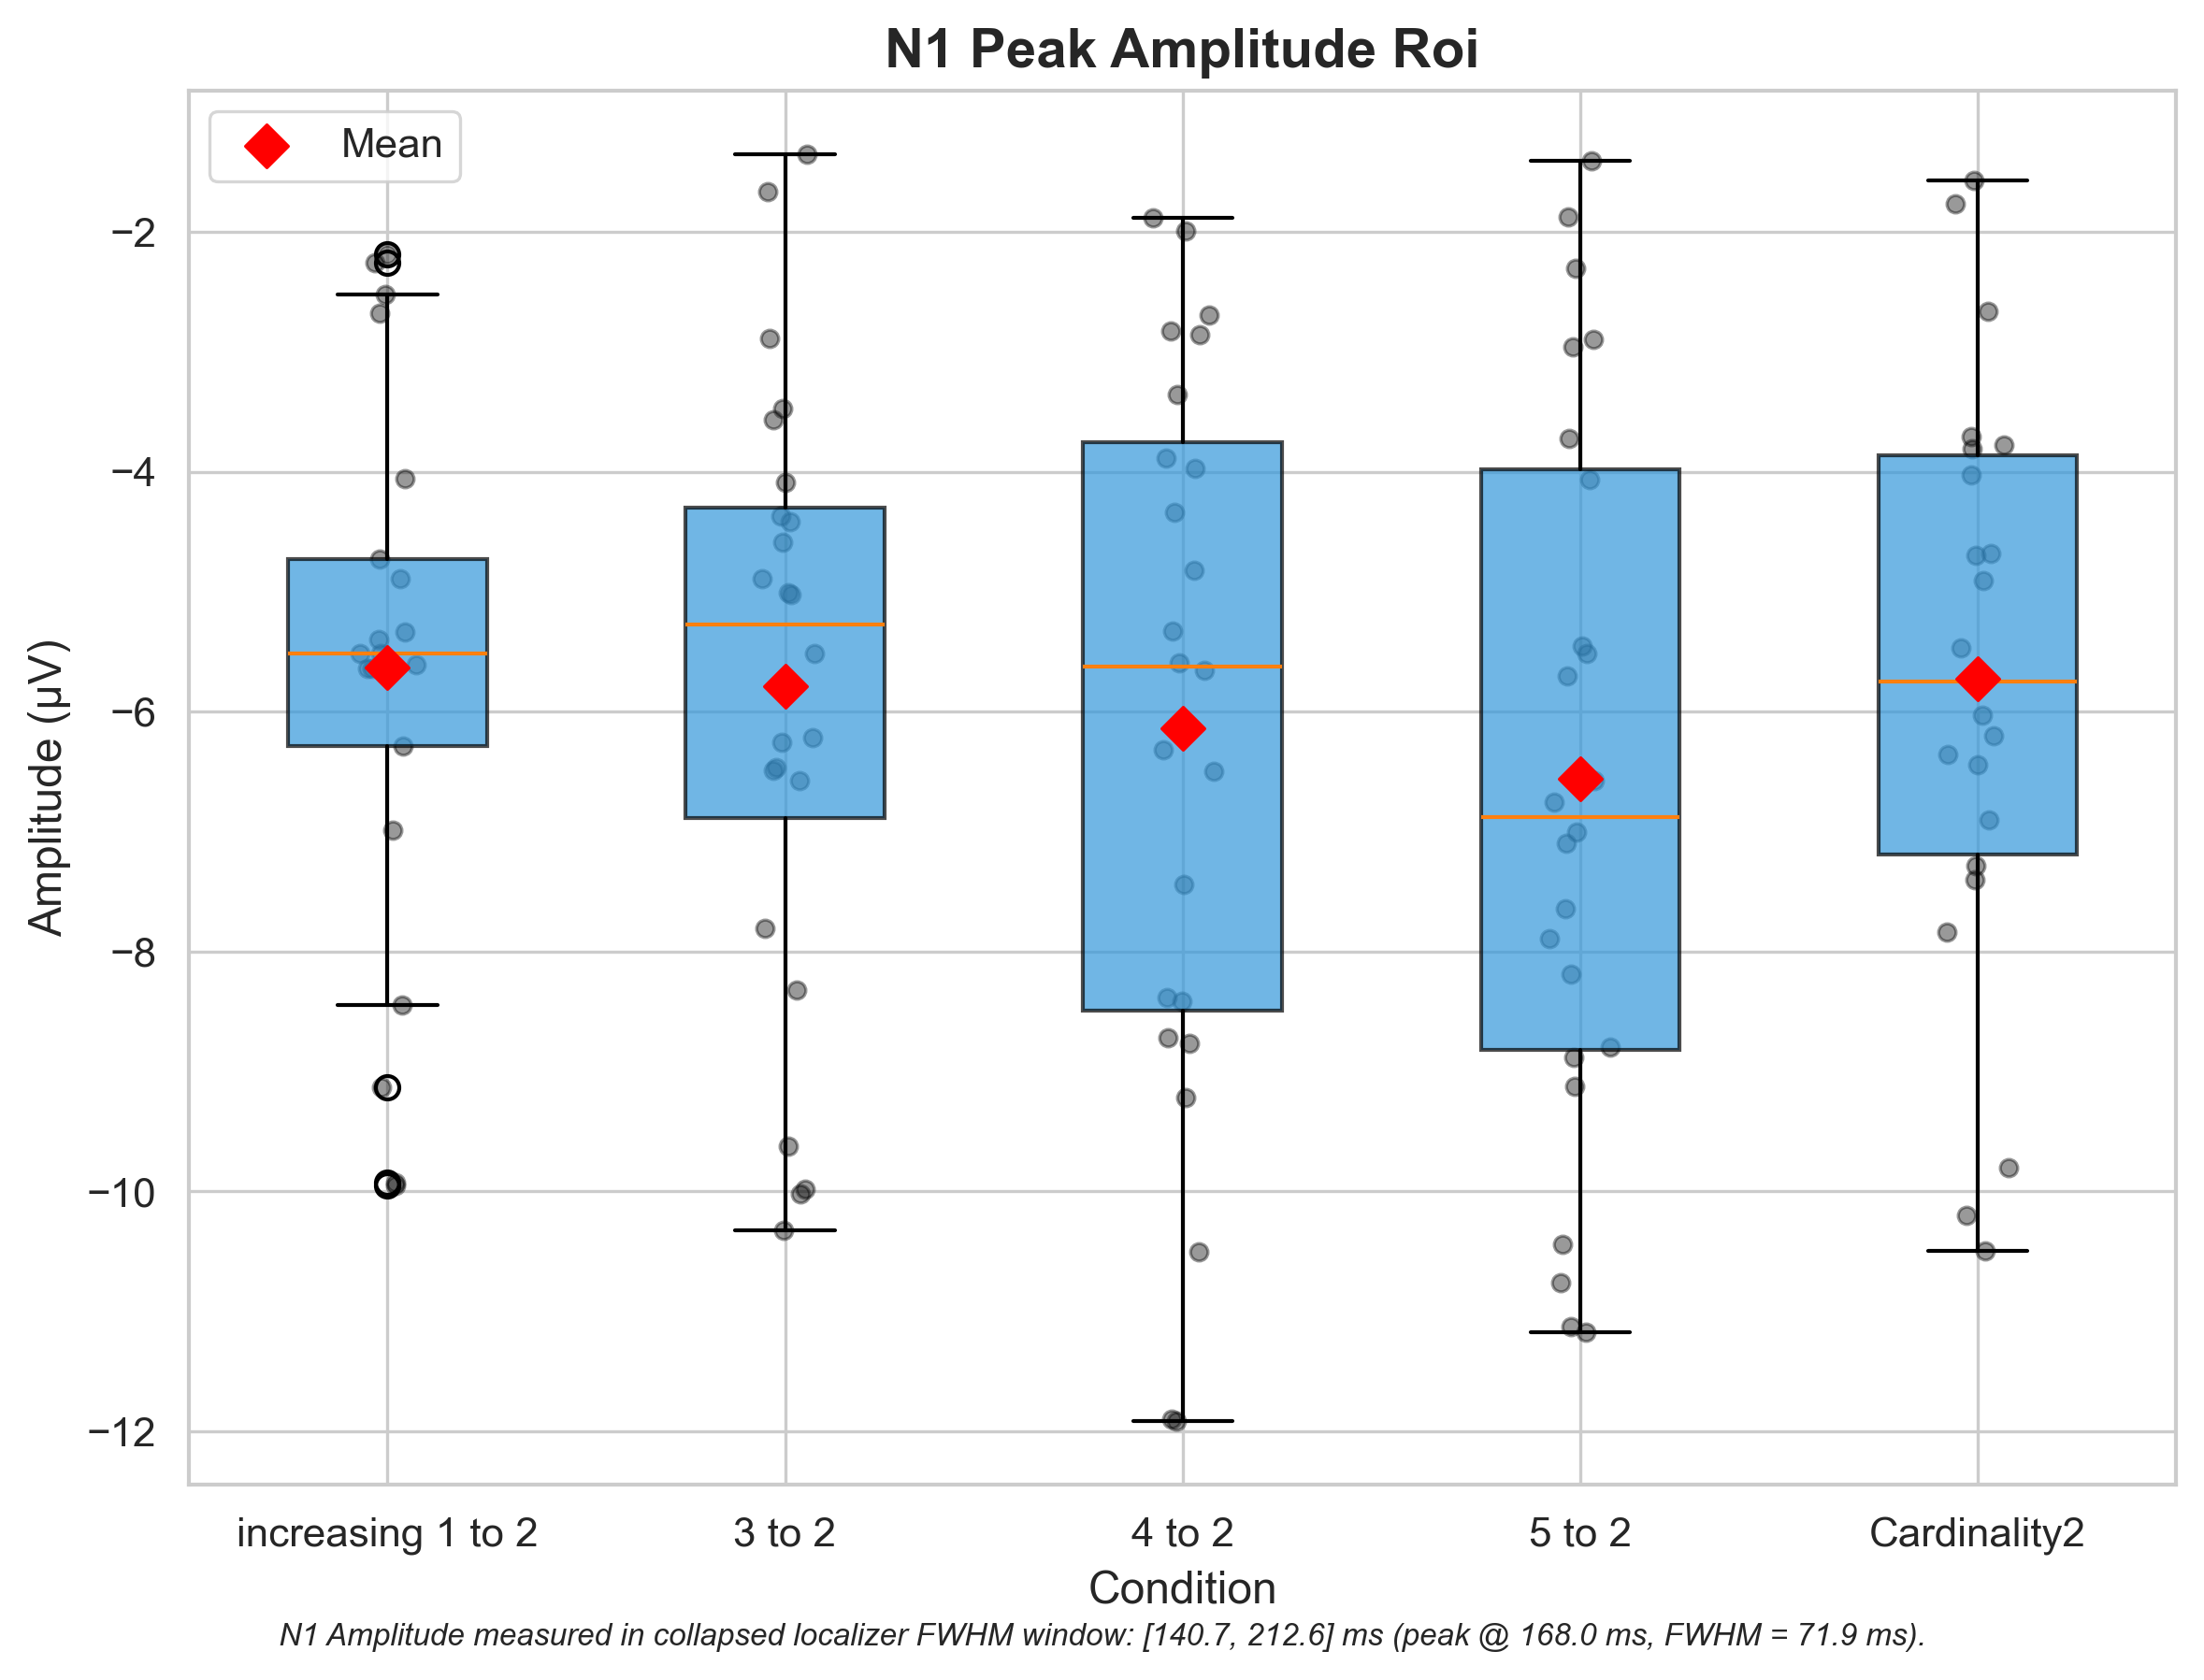 N1 Peak Amplitude Roi
Mean
Amplitude (µV)
−2
−4
−6
−8
−10
−12
increasing 1 to 2
3 to 2
4 to 2
5 to 2
Cardinality2
Condition
N1 Amplitude measured in collapsed localizer FWHM window: [140.7, 212.6] ms (peak @ 168.0 ms, FWHM = 71.9 ms).